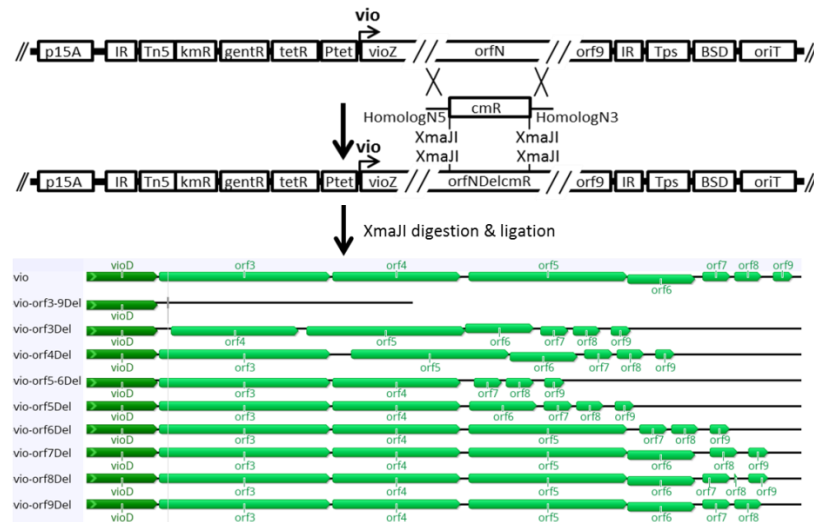 vio
p15A IR Tn5 kmR gentR tetR Ptet vioZ // orfN // orf9 IR Tps BSD oriT
cmR
HomologN5 HomologN3
XmaJI XmaJI
XmaJI XmaJI
vio
p15A IR Tn5 kmR gentR tetR Ptet vioZ // orfNDelcmR // orf9 IR Tps BSD oriT
XmaJI digestion & ligation
vioD orf3 orf4 orf5 orf7 orf8 orf9
vio
orf6
vio-orf3-9Del
vioD
vio-orf3Del
vioD orf4 orf5 orf6 orf7 orf8 orf9
vio-orf4Del
vioD orf3 orf5 orf6 orf7 orf8 orf9
vio-orf5-6Del
vioD orf3 orf4 orf7 orf8 orf9
vio-orf5Del
vioD orf3 orf4 orf6 orf7 orf8 orf9
vio-orf6Del
vioD orf3 orf4 orf5 orf7 orf8 orf9
vio-orf7Del
vioD orf3 orf4 orf5 orf6 orf8 orf9
vio-orf8Del
vioD orf3 orf4 orf5 orf6 orf7 orf8 orf9
vio-orf9Del
vioD orf3 orf4 orf5 orf6 orf7 orf8